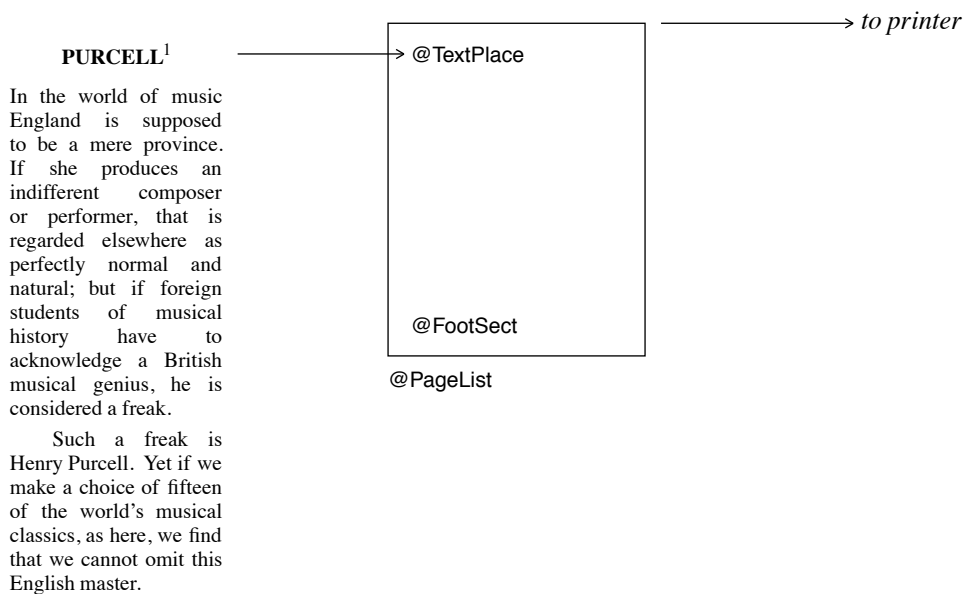 PURCELL1
In the world of music
England is supposed
to be a mere province.
If she produces an
indifferent composer
or performer, that is
regarded elsewhere as
perfectly normal and
natural; but if foreign
students of musical
history have to
acknowledge a British
musical genius, he is
considered a freak.
Such a freak is
Henry Purcell. Yet if we
make a choice of fifteen
of the world's musical
classics, as here, we find
that we cannot omit this
English master.
@TextPlace
@FootSect
@PageList
to printer